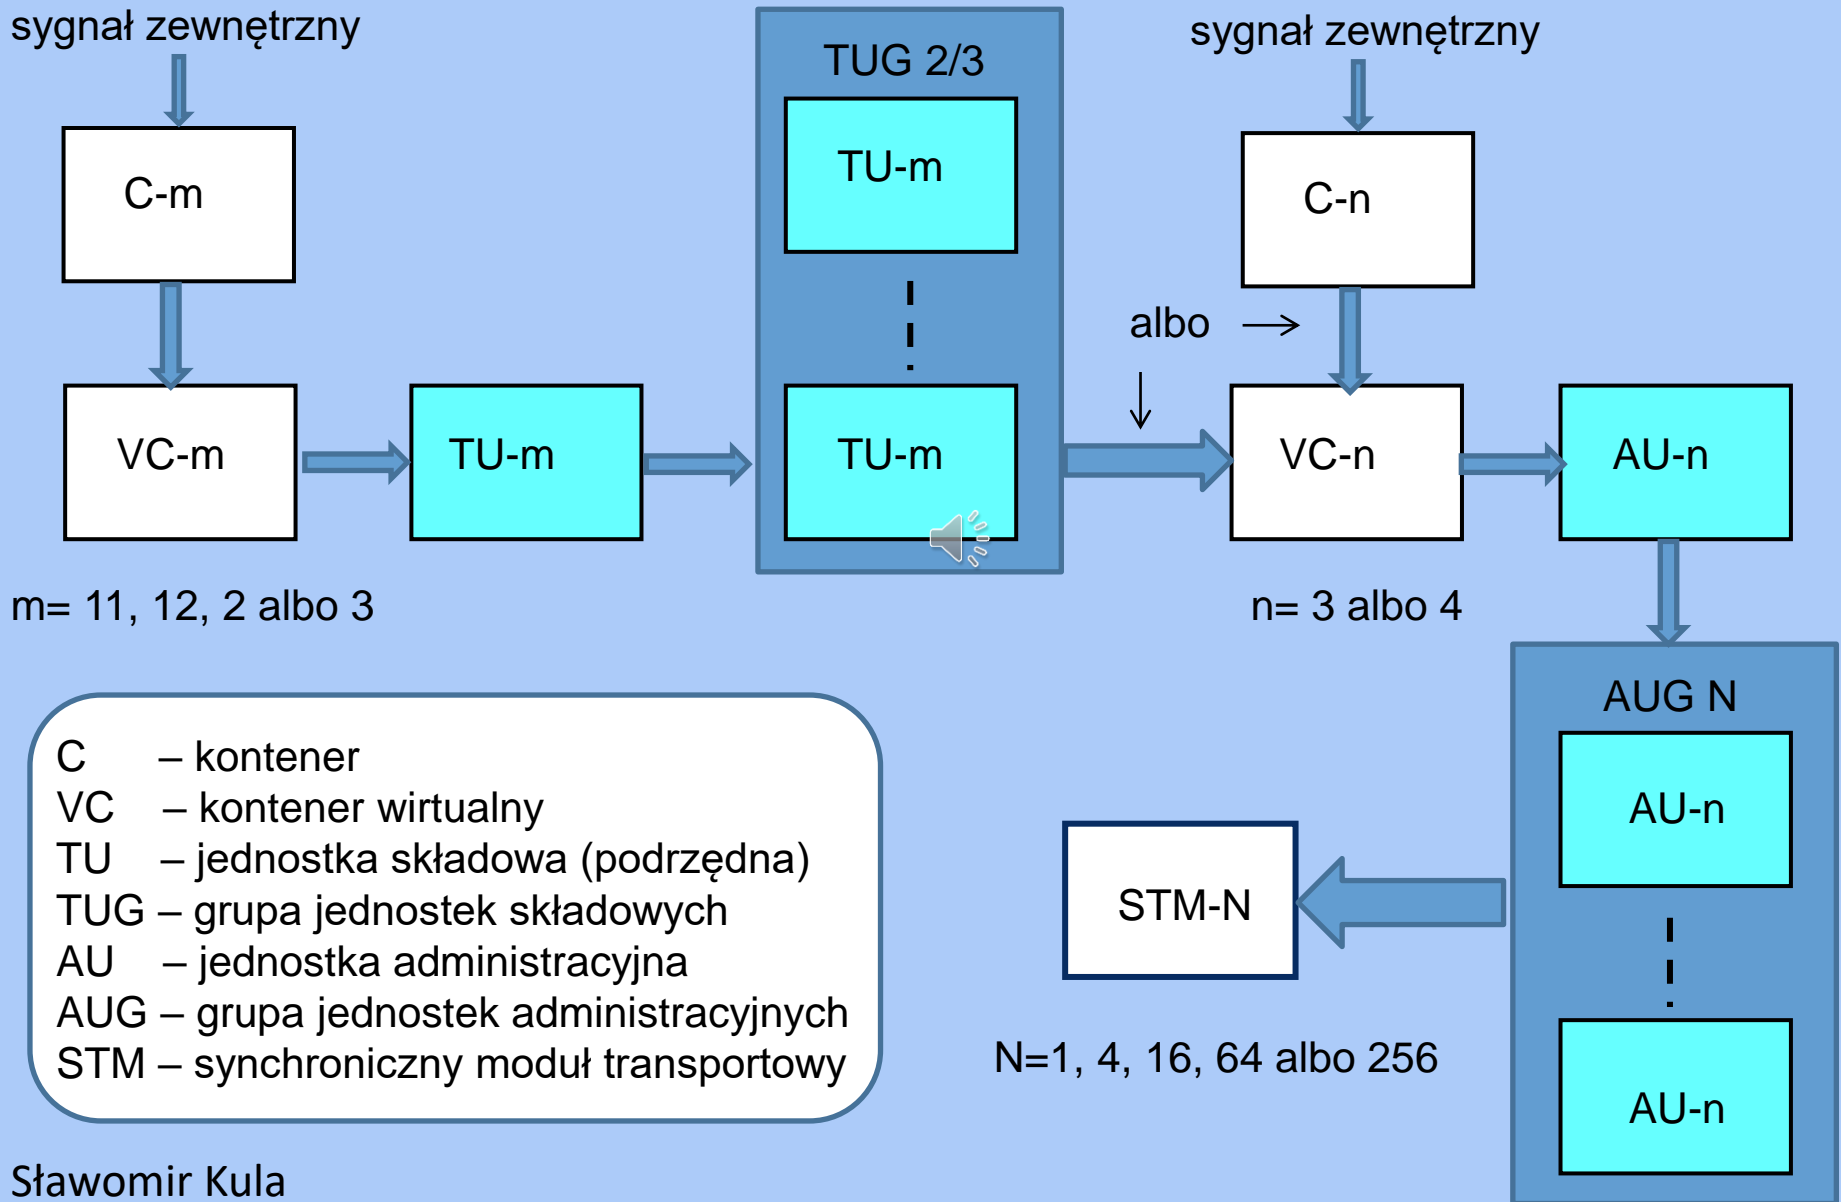 sygnał zewnętrzny
TUG 2/3
sygnał zewnętrzny
TU-m
C-m
C-n
albo
VC-m
TU-m
TU-m
VC-n
AU-n
m= 11, 12, 2 albo 3
n= 3 albo 4
AUG N
C – kontener
VC – kontener wirtualny
TU – jednostka składowa (podrzędna)
TUG – grupa jednostek składowych
AU – jednostka administracyjna
AUG – grupa jednostek administracyjnych
STM – synchroniczny moduł transportowy
AU-n
STM-N
N=1, 4, 16, 64 albo 256
AU-n
Sławomir Kula